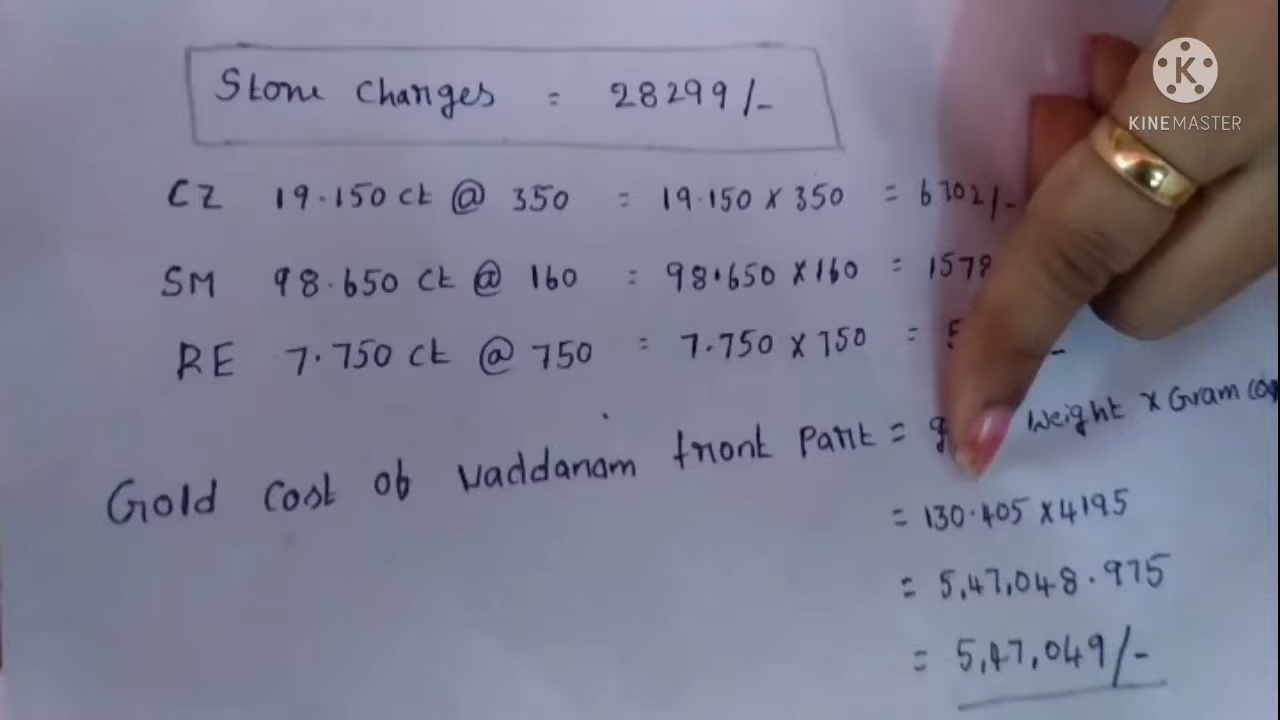 Stone Charges = 28299/-
KINEMASTER
CZ 19.150 ct @ 350 = 19.150 x 350 = 6702/-
SM 98.650 ct @ 160 = 98.650 x 160 =
RE 7.750 ct @ 750 = 7.750 x 750 =
Gold cost of vaddanam front part = weight x Gram
= 130.405 x 4195
= 5,47,048.975
= 5,47,049/-